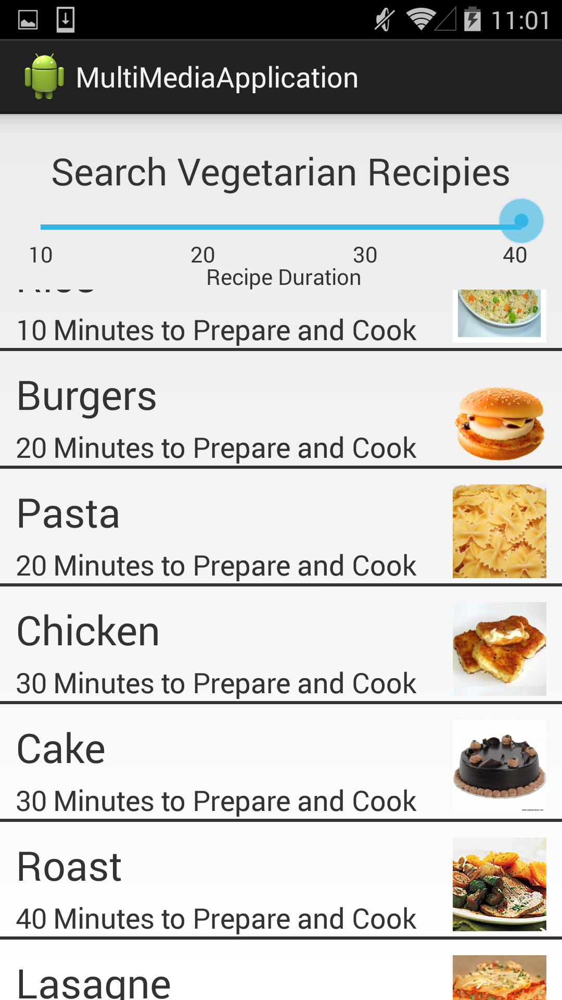 11:01
MultiMediaApplication
Search Vegetarian Recipies
10 20 30 40
Recipe Duration
10 Minutes to Prepare and Cook
Burgers
20 Minutes to Prepare and Cook
Pasta
20 Minutes to Prepare and Cook
Chicken
30 Minutes to Prepare and Cook
Cake
30 Minutes to Prepare and Cook
Roast
40 Minutes to Prepare and Cook
Lasagne